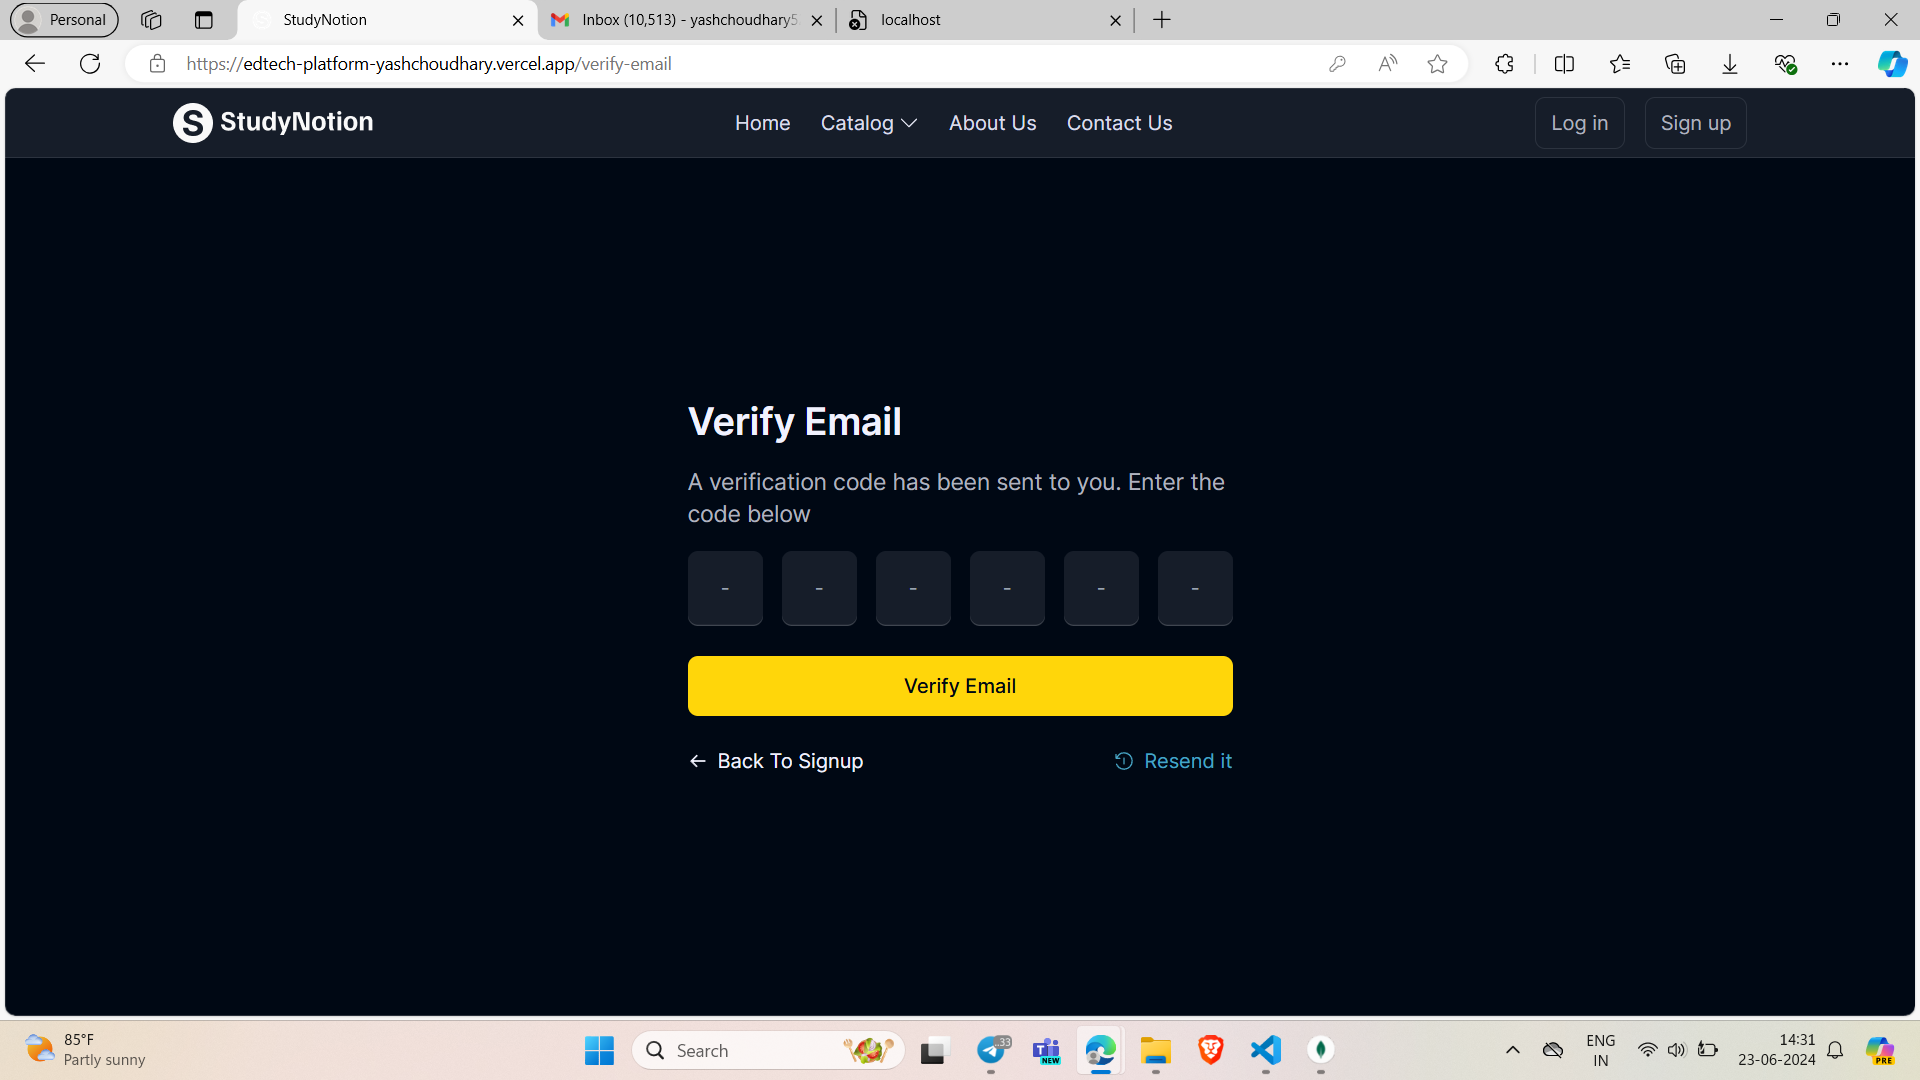 Personal
StudyNotion
Inbox (10,513) - yashchoudhary5
localhost
https://edtech-platform-yashchoudhary.vercel.app/verify-email
S StudyNotion
Home
Catalog
About Us
Contact Us
Log in
Sign up
Verify Email
A verification code has been sent to you. Enter the
code below
- - - - - -
Verify Email
Back To Signup
Resend it
85°F
Partly sunny
Search
..33
NEW
ENG
IN
14:31
23-06-2024
PRE